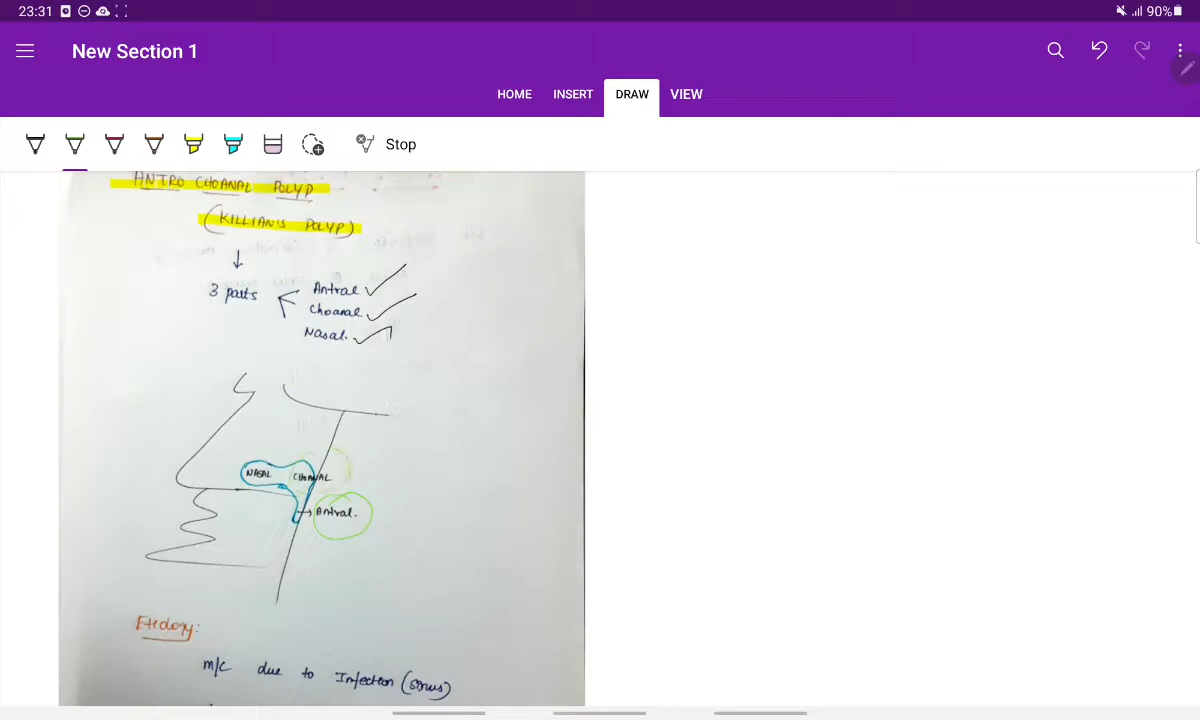 23:31
90%
New Section 1
HOME INSERT DRAW VIEW
Stop
ANTRO CHOANAL POLYP
(KILLIAN'S POLYP)
3 parts
Antral
Choanal
Nasal.
NASAL
CHOANAL
Antral.
Etiology:
m/c due to Infection (sinus)